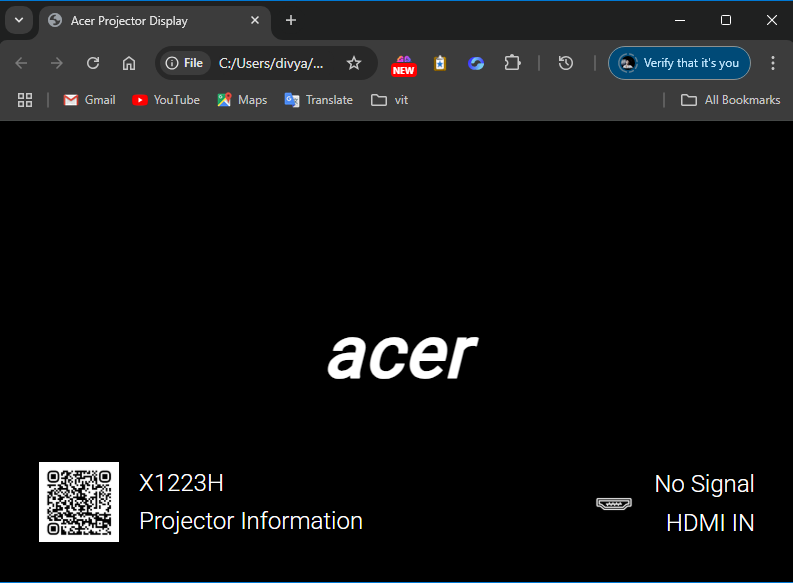 Acer Projector Display
File C:/Users/divya/... NEW Verify that it's you
Gmail YouTube Maps Translate vit All Bookmarks
acer
X1223H
Projector Information
No Signal
HDMI IN